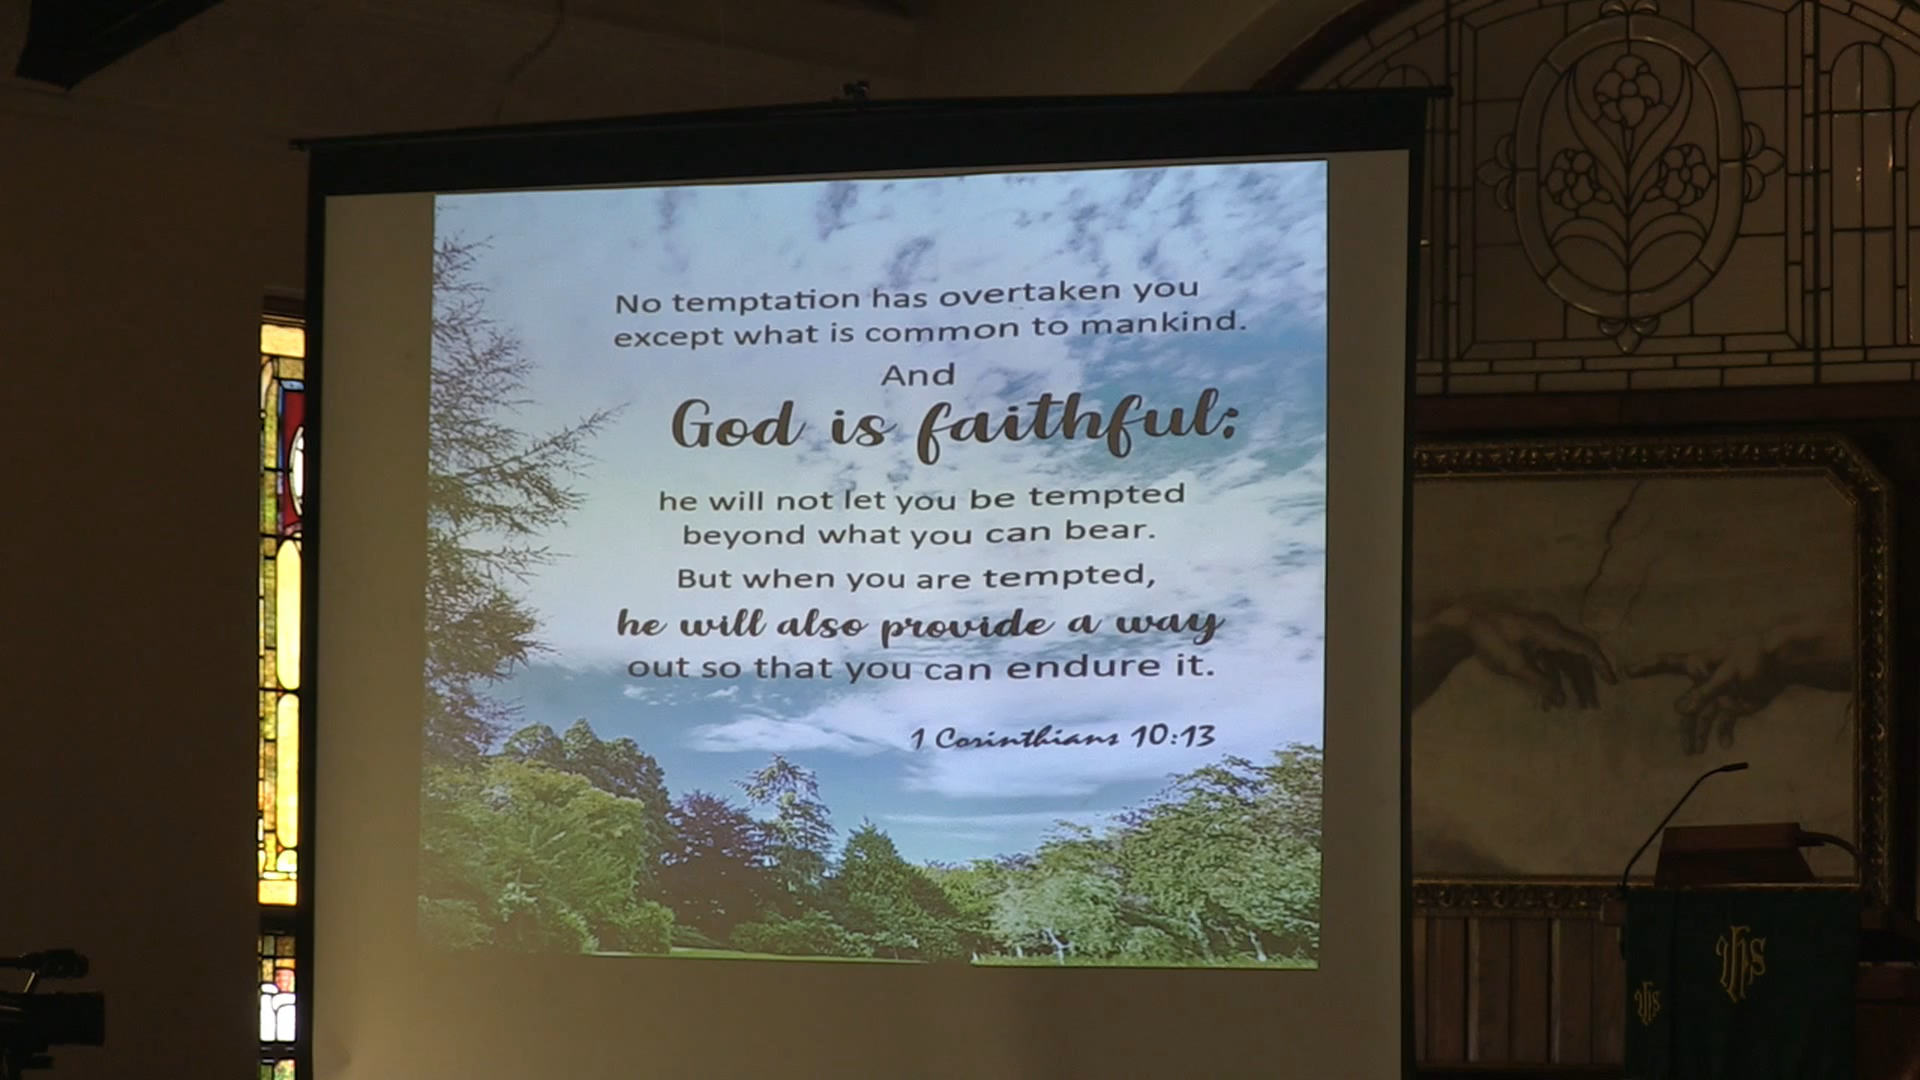 No temptation has overtaken you
except what is common to mankind.
And
God is faithful;
he will not let you be tempted
beyond what you can bear.
But when you are tempted,
he will also provide a way
out so that you can endure it.
1 Corinthians 10:13
IHS
IHS